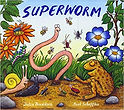 SUPERWORM
Julia Donaldson Axel Scheffler